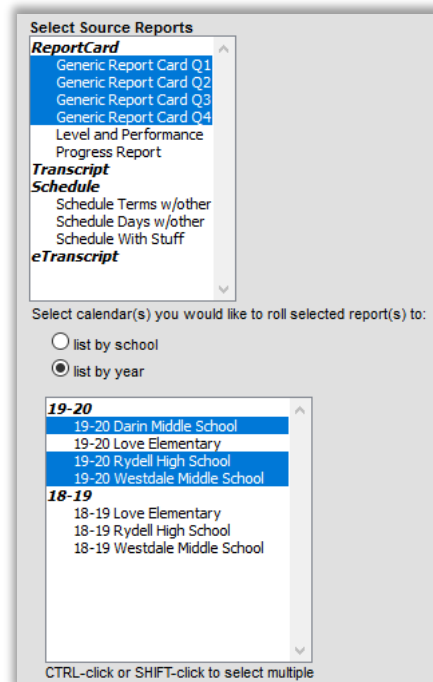 Select Source Reports
ReportCard
Generic Report Card Q1
Generic Report Card Q2
Generic Report Card Q3
Generic Report Card Q4
Level and Performance
Progress Report
Transcript
Schedule
Schedule Terms w/other
Schedule Days w/other
Schedule With Stuff
eTranscript
Select calendar(s) you would like to roll selected report(s) to:
list by school
list by year
19-20
19-20 Darin Middle School
19-20 Love Elementary
19-20 Rydell High School
19-20 Westdale Middle School
18-19
18-19 Love Elementary
18-19 Rydell High School
18-19 Westdale Middle School
CTRL-click or SHIFT-click to select multiple